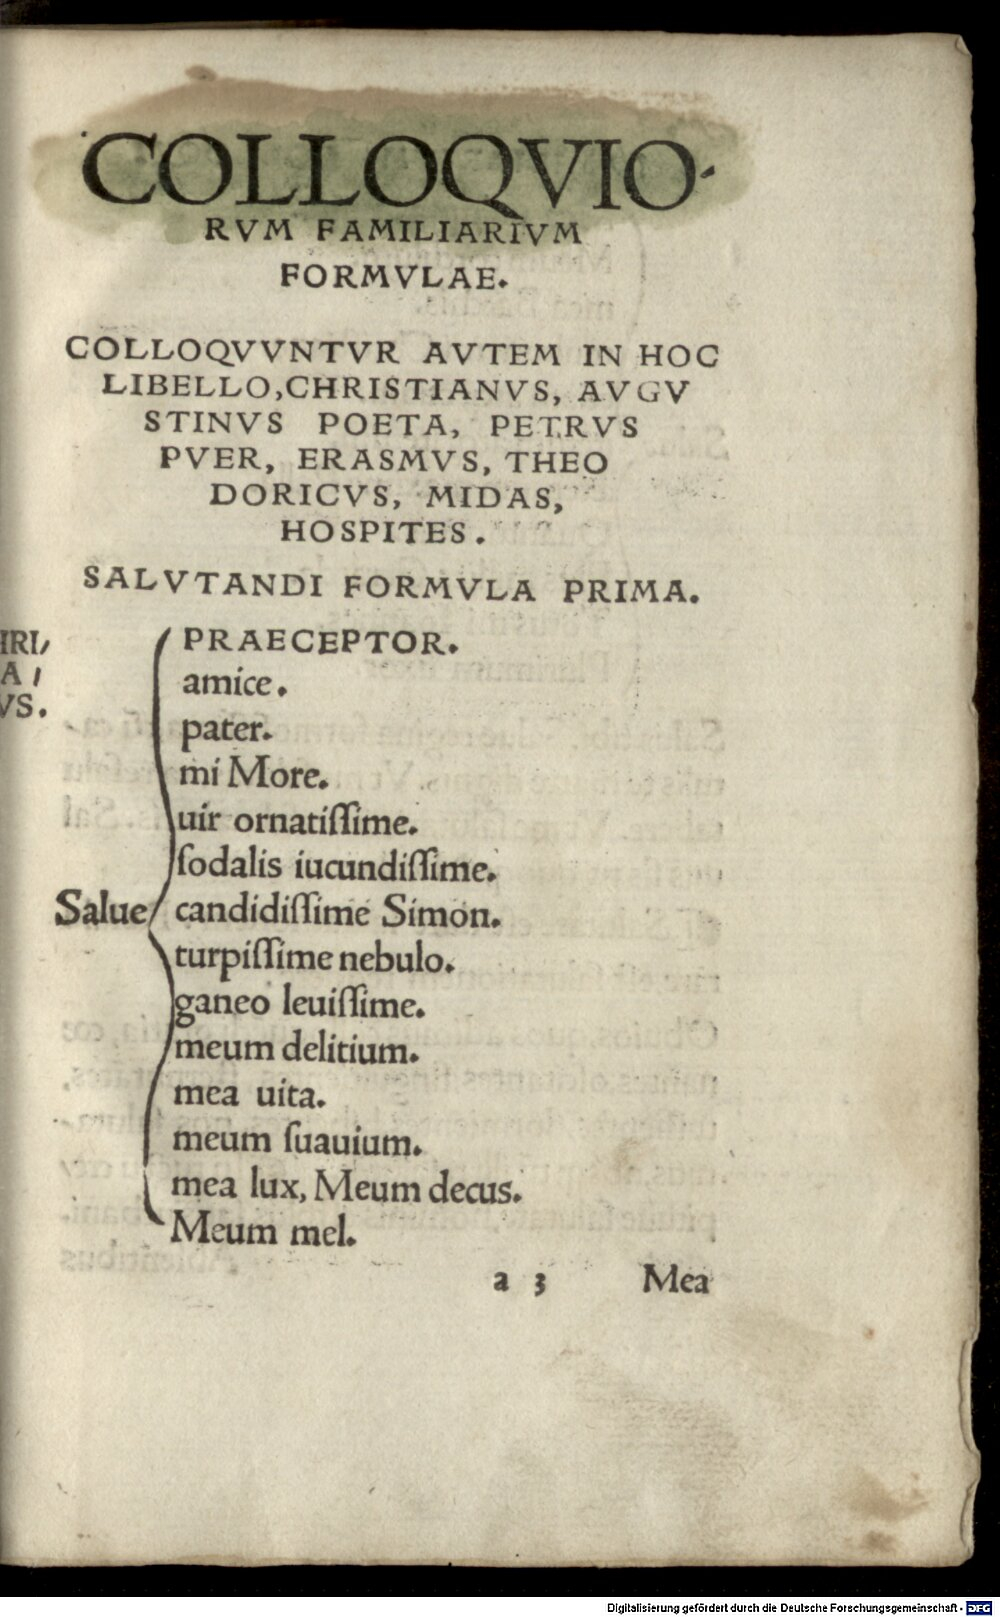 COLLOQVIO-
RVM FAMILIARIVM
FORMVLAE.
COLLOQVVNTVR AVTEM IN HOC
LIBELLO, CHRISTIANVS, AVGV
STINVS POETA, PETRVS
PVER, ERASMVS, THEO
DORICVS, MIDAS,
HOSPITES.
SALVTANDI FORMVLA PRIMA.
PRAECEPTOR.
amice.
pater.
mi More.
uir ornatiſſime.
ſodalis iucundiſſime.
Salue candidiſſime Simon.
turpiſſime nebulo.
ganeo leuiſſime.
meum delitium.
mea uita.
meum ſuauium.
mea lux, Meum decus.
Meum mel.
a 3 Mea
Digitalisierung gefördert durch die Deutsche Forschungsgemeinschaft - DFG